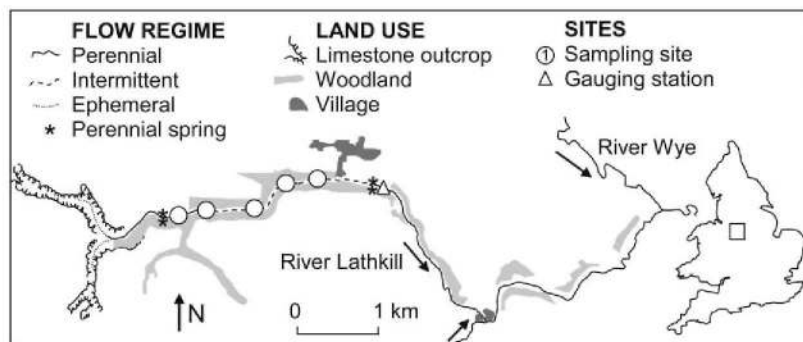 FLOW REGIME
Perennial
Intermittent
Ephemeral
Perennial spring
LAND USE
Limestone outcrop
Woodland
Village
SITES
1 Sampling site
Gauging station
River Wye
River Lathkill
N
0 1 km